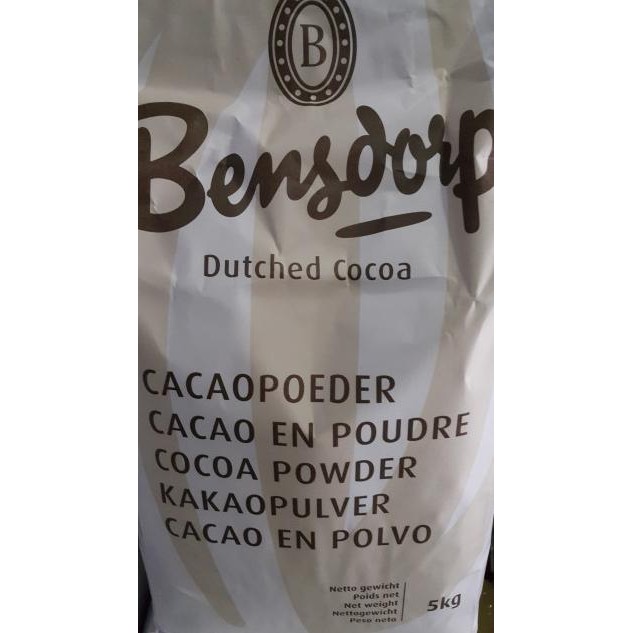 B
Bensdorp
Dutched Cocoa
CACAOPOEDER
CACAO EN POUDRE
COCOA POWDER
KAKAOPULVER
CACAO EN POLVO
Netto gewicht
Poids net
Net weight
Nettogewicht
Peso neto
5kg